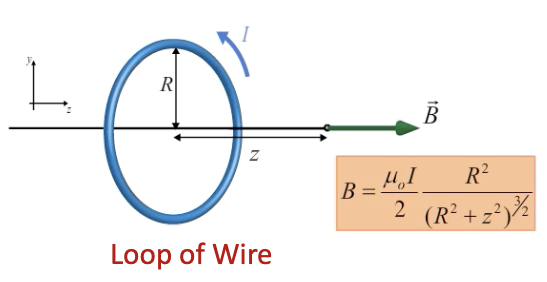 I
y
R
z
B⃗
z
B = μₒI/2 R²/(R² + z²)^3/2
Loop of Wire